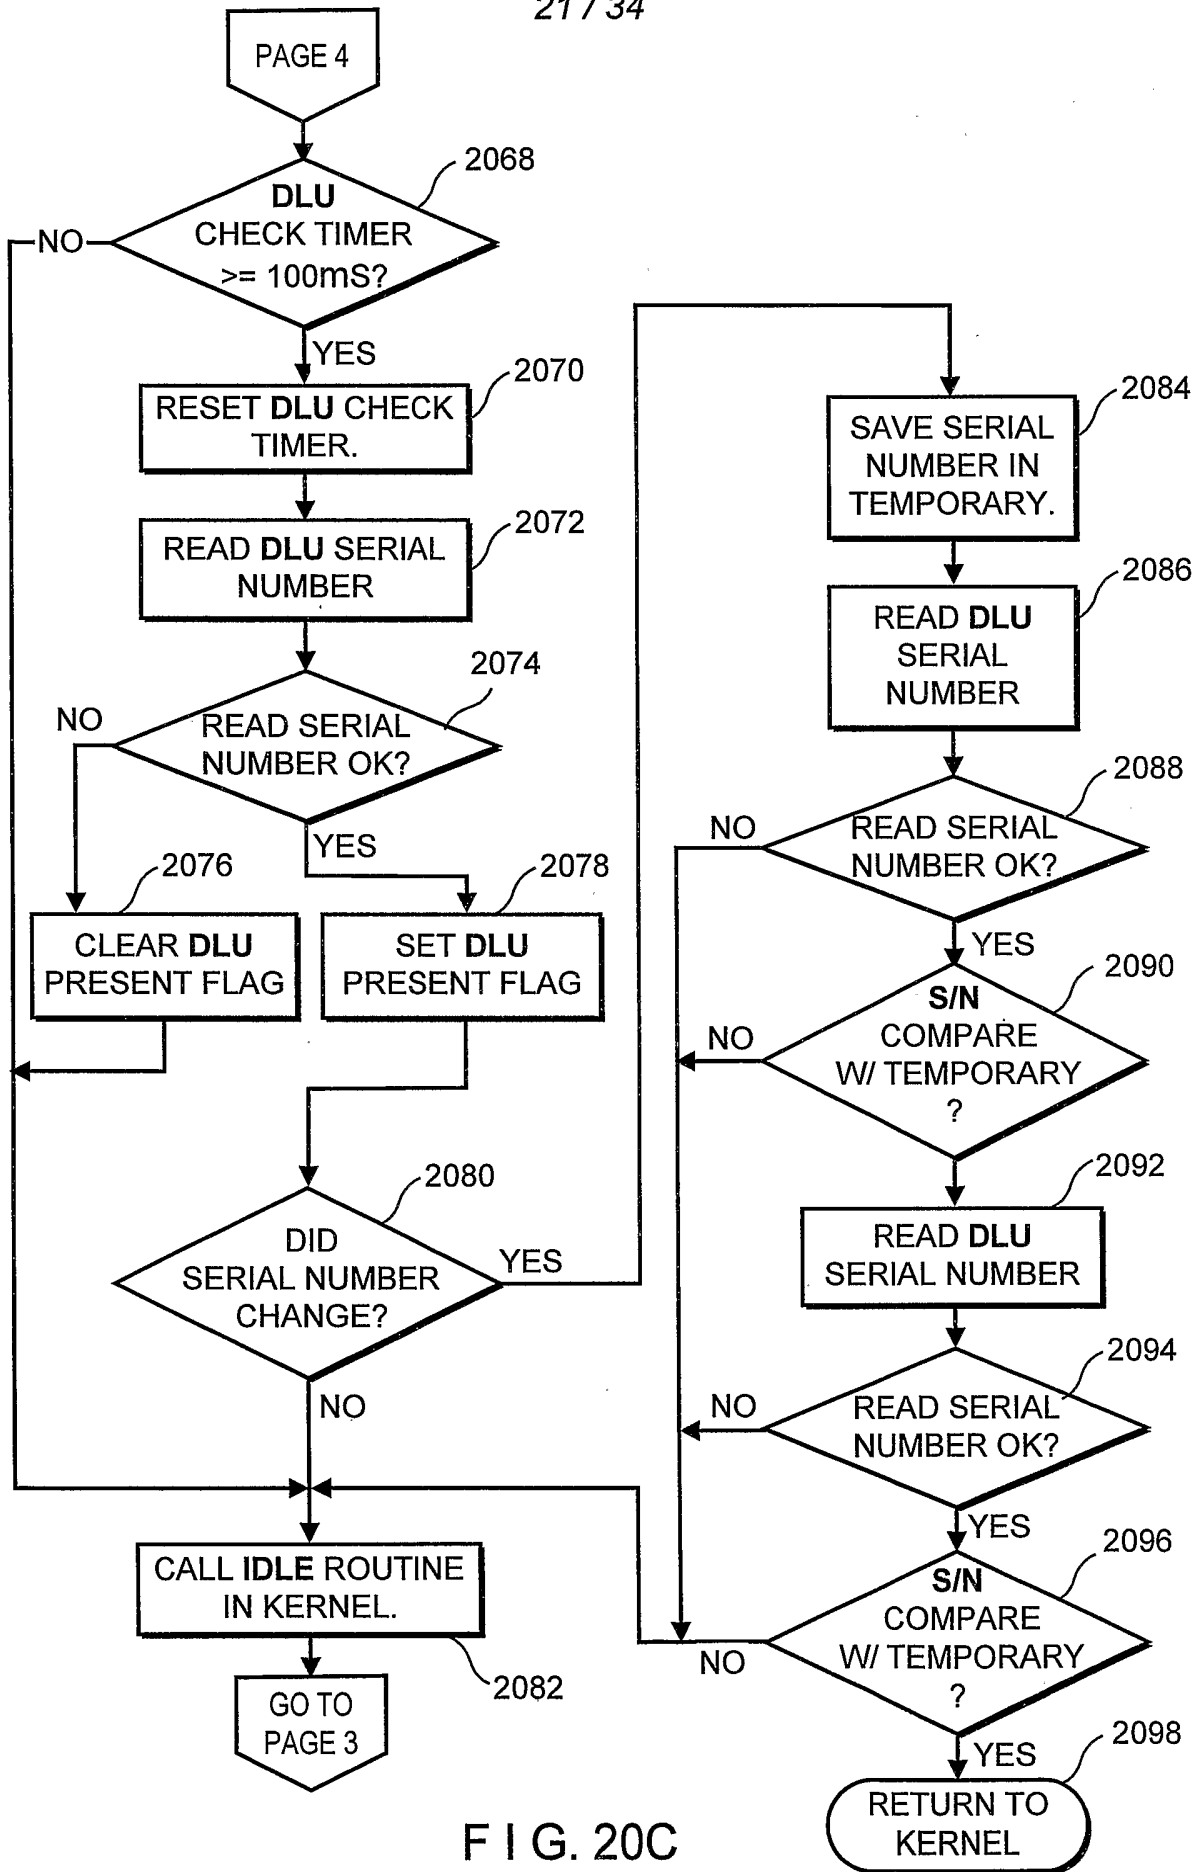 21 / 34
PAGE 4
2068
DLU
CHECK TIMER
>= 100mS?
NO
YES
2070
RESET DLU CHECK
TIMER.
2072
READ DLU SERIAL
NUMBER
2074
READ SERIAL
NUMBER OK?
NO
YES
2076
CLEAR DLU
PRESENT FLAG
2078
SET DLU
PRESENT FLAG
2080
DID
SERIAL NUMBER
CHANGE?
YES
NO
CALL IDLE ROUTINE
IN KERNEL.
2082
GO TO
PAGE 3
2084
SAVE SERIAL
NUMBER IN
TEMPORARY.
2086
READ DLU
SERIAL
NUMBER
2088
READ SERIAL
NUMBER OK?
NO
YES
2090
S/N
COMPARE
W/ TEMPORARY
?
NO
2092
READ DLU
SERIAL NUMBER
2094
READ SERIAL
NUMBER OK?
NO
YES
2096
S/N
COMPARE
W/ TEMPORARY
?
NO
YES
2098
RETURN TO
KERNEL
FIG. 20C